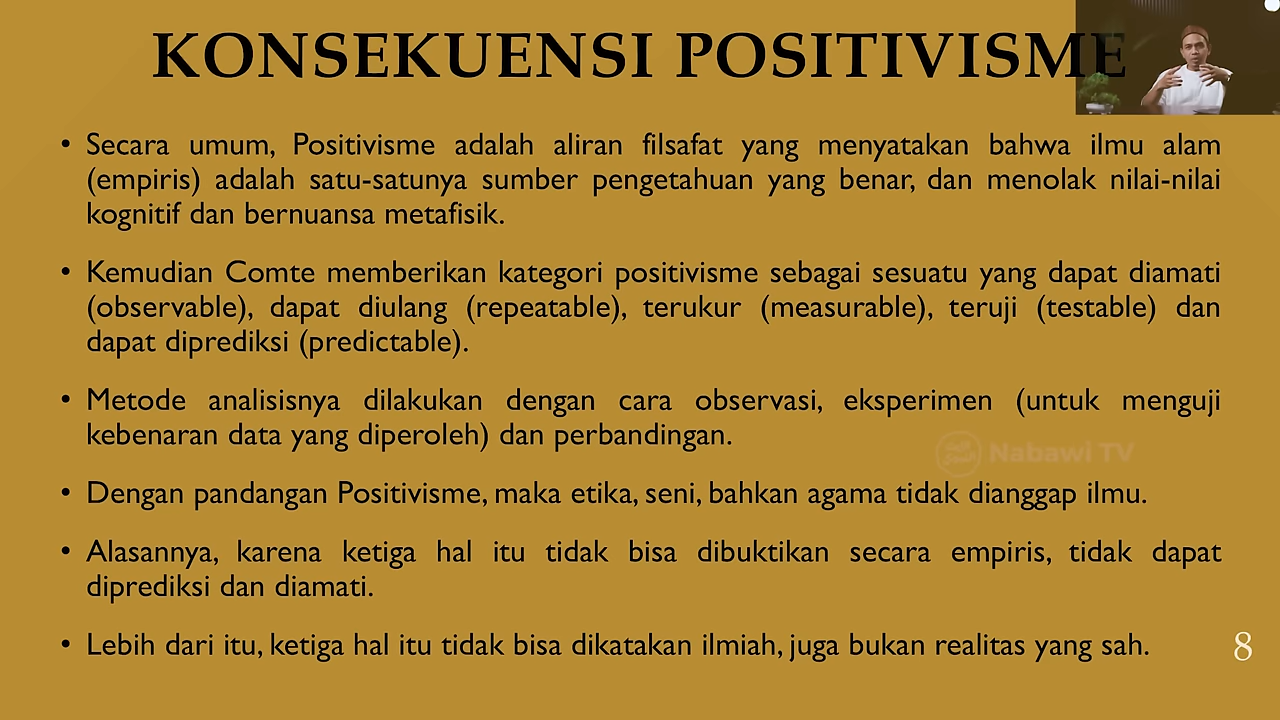 KONSEKUENSI POSITIVISME
• Secara umum, Positivisme adalah aliran filsafat yang menyatakan bahwa ilmu alam
(empiris) adalah satu-satunya sumber pengetahuan yang benar, dan menolak nilai-nilai
kognitif dan bernuansa metafisik.
• Kemudian Comte memberikan kategori positivisme sebagai sesuatu yang dapat diamati
(observable), dapat diulang (repeatable), terukur (measurable), teruji (testable) dan
dapat diprediksi (predictable).
• Metode analisisnya dilakukan dengan cara observasi, eksperimen (untuk menguji
kebenaran data yang diperoleh) dan perbandingan.
Nabawi TV
• Dengan pandangan Positivisme, maka etika, seni, bahkan agama tidak dianggap ilmu.
• Alasannya, karena ketiga hal itu tidak bisa dibuktikan secara empiris, tidak dapat
diprediksi dan diamati.
• Lebih dari itu, ketiga hal itu tidak bisa dikatakan ilmiah, juga bukan realitas yang sah.
8